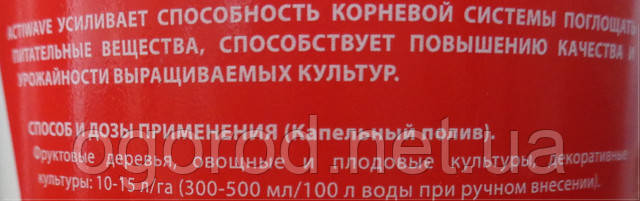 ACTIWAVE УСИЛИВАЕТ СПОСОБНОСТЬ КОРНЕВОЙ СИСТЕМЫ ПОГЛОЩАТЬ
ПИТАТЕЛЬНЫЕ ВЕЩЕСТВА, СПОСОБСТВУЕТ ПОВЫШЕНИЮ КАЧЕСТВА И
УРОЖАЙНОСТИ ВЫРАЩИВАЕМЫХ КУЛЬТУР.
СПОСОБ И ДОЗЫ ПРИМЕНЕНИЯ (Капельный полив).
Фруктовые деревья, овощные и плодовые культуры, декоративные
культуры: 10-15 л/га (300-500 мл/100 л воды при ручном внесении).
ogorod.net.ua